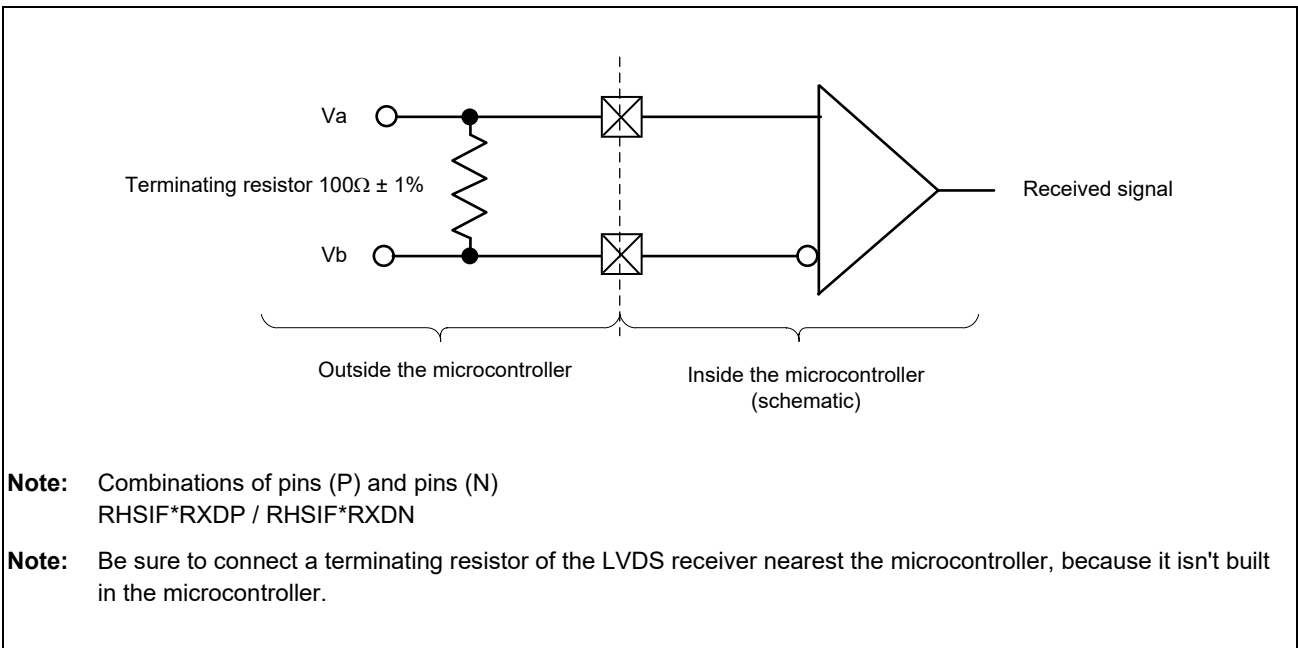 Va
Terminating resistor 100Ω ± 1%
Received signal
Vb
Outside the microcontroller
Inside the microcontroller
(schematic)
Note: Combinations of pins (P) and pins (N)
RHSIF*RXDP / RHSIF*RXDN
Note: Be sure to connect a terminating resistor of the LVDS receiver nearest the microcontroller, because it isn't built
in the microcontroller.